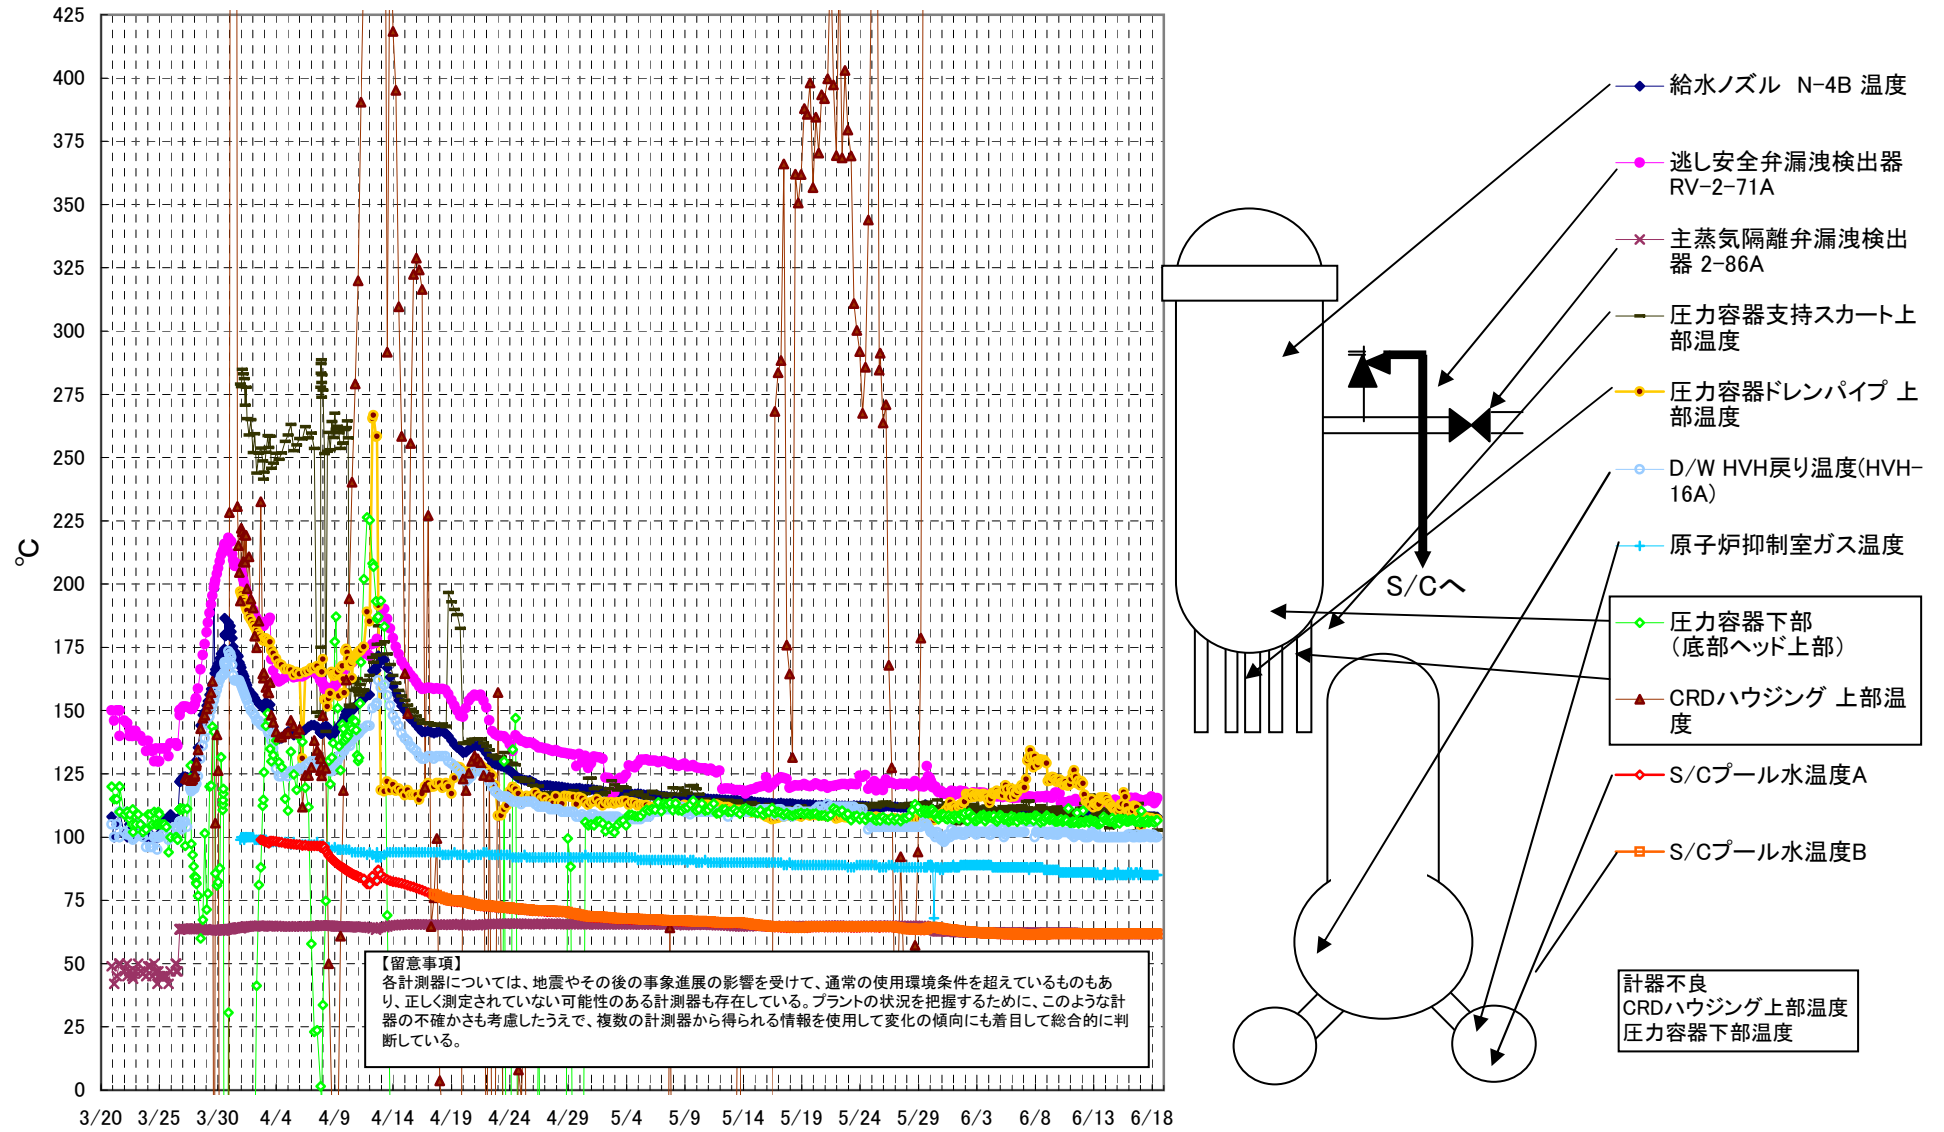 425
400
375
350
325
300
275
250
225
200
175
150
125
100
75
50
25
0
℃
3/20 3/25 3/30 4/4 4/9 4/14 4/19 4/24 4/29 5/4 5/9 5/14 5/19 5/24 5/29 6/3 6/8 6/13 6/18
【留意事項】
各計測器については、地震やその後の事象進展の影響を受けて、通常の使用環境条件を超えているものもあ
り、正しく測定されていない可能性のある計測器も存在している。プラントの状況を把握するために、このような計
器の不確かさも考慮したうえで、複数の計測器から得られる情報を使用して変化の傾向にも着目して総合的に判
断している。
S/Cへ
給水ノズル N-4B 温度
逃し安全弁漏洩検出器
RV-2-71A
主蒸気隔離弁漏洩検出
器 2-86A
圧力容器支持スカート上
部温度
圧力容器ドレンパイプ 上
部温度
D/W HVH戻り温度(HVH-
16A)
原子炉抑制室ガス温度
圧力容器下部
(底部ヘッド上部)
CRDハウジング 上部温
度
S/Cプール水温度A
S/Cプール水温度B
計器不良
CRDハウジング上部温度
圧力容器下部温度